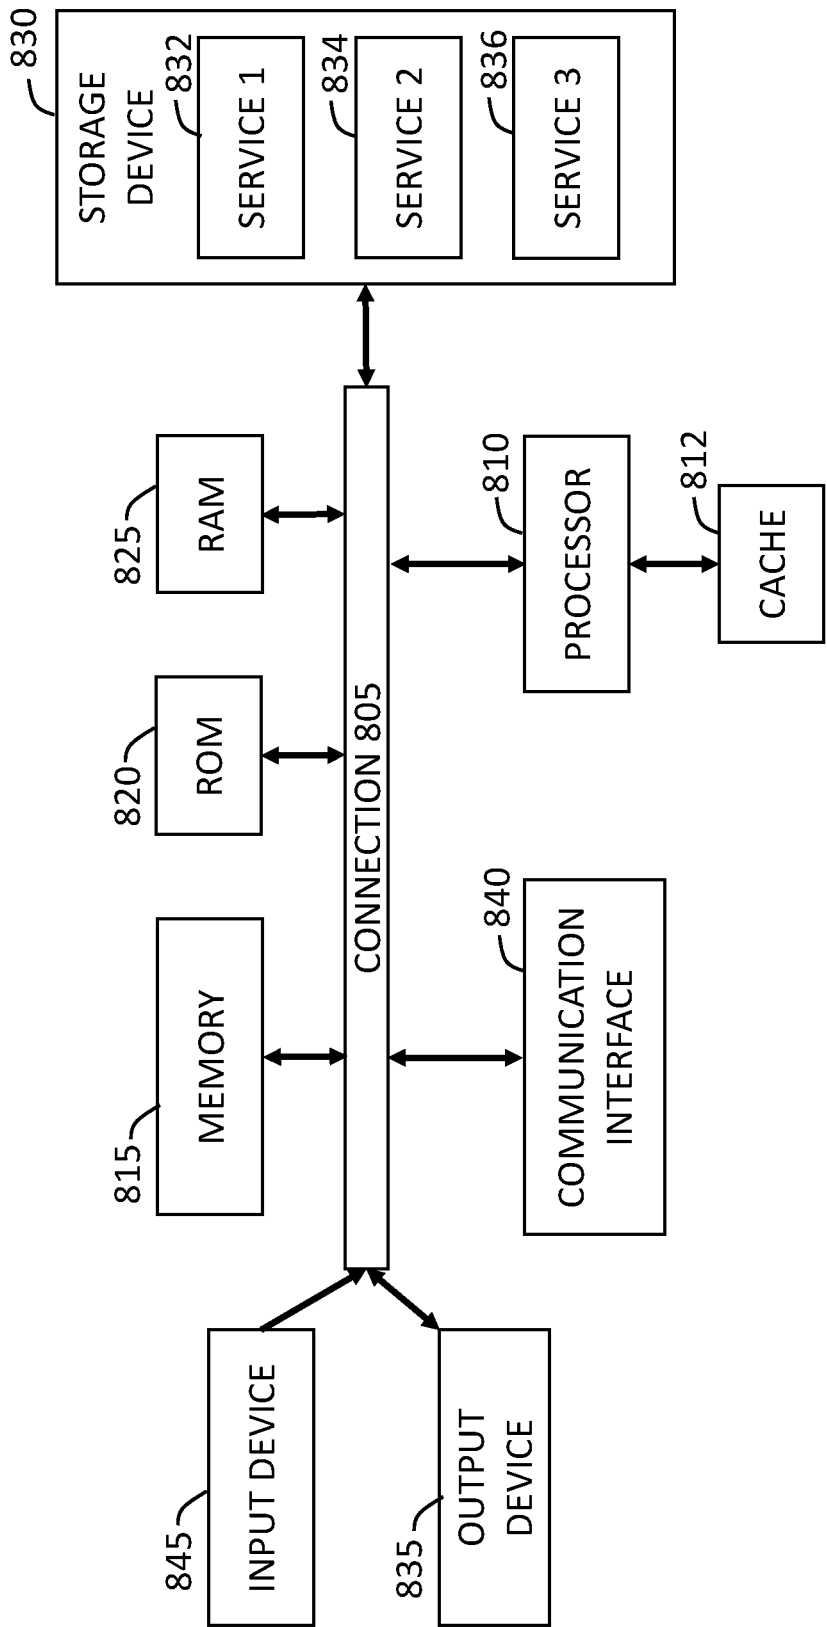 830
STORAGE
DEVICE
832
SERVICE 1
834
SERVICE 2
836
SERVICE 3
825
RAM
810
PROCESSOR
812
CACHE
820
ROM
CONNECTION 805
815
MEMORY
840
COMMUNICATION
INTERFACE
845
INPUT DEVICE
835
OUTPUT
DEVICE